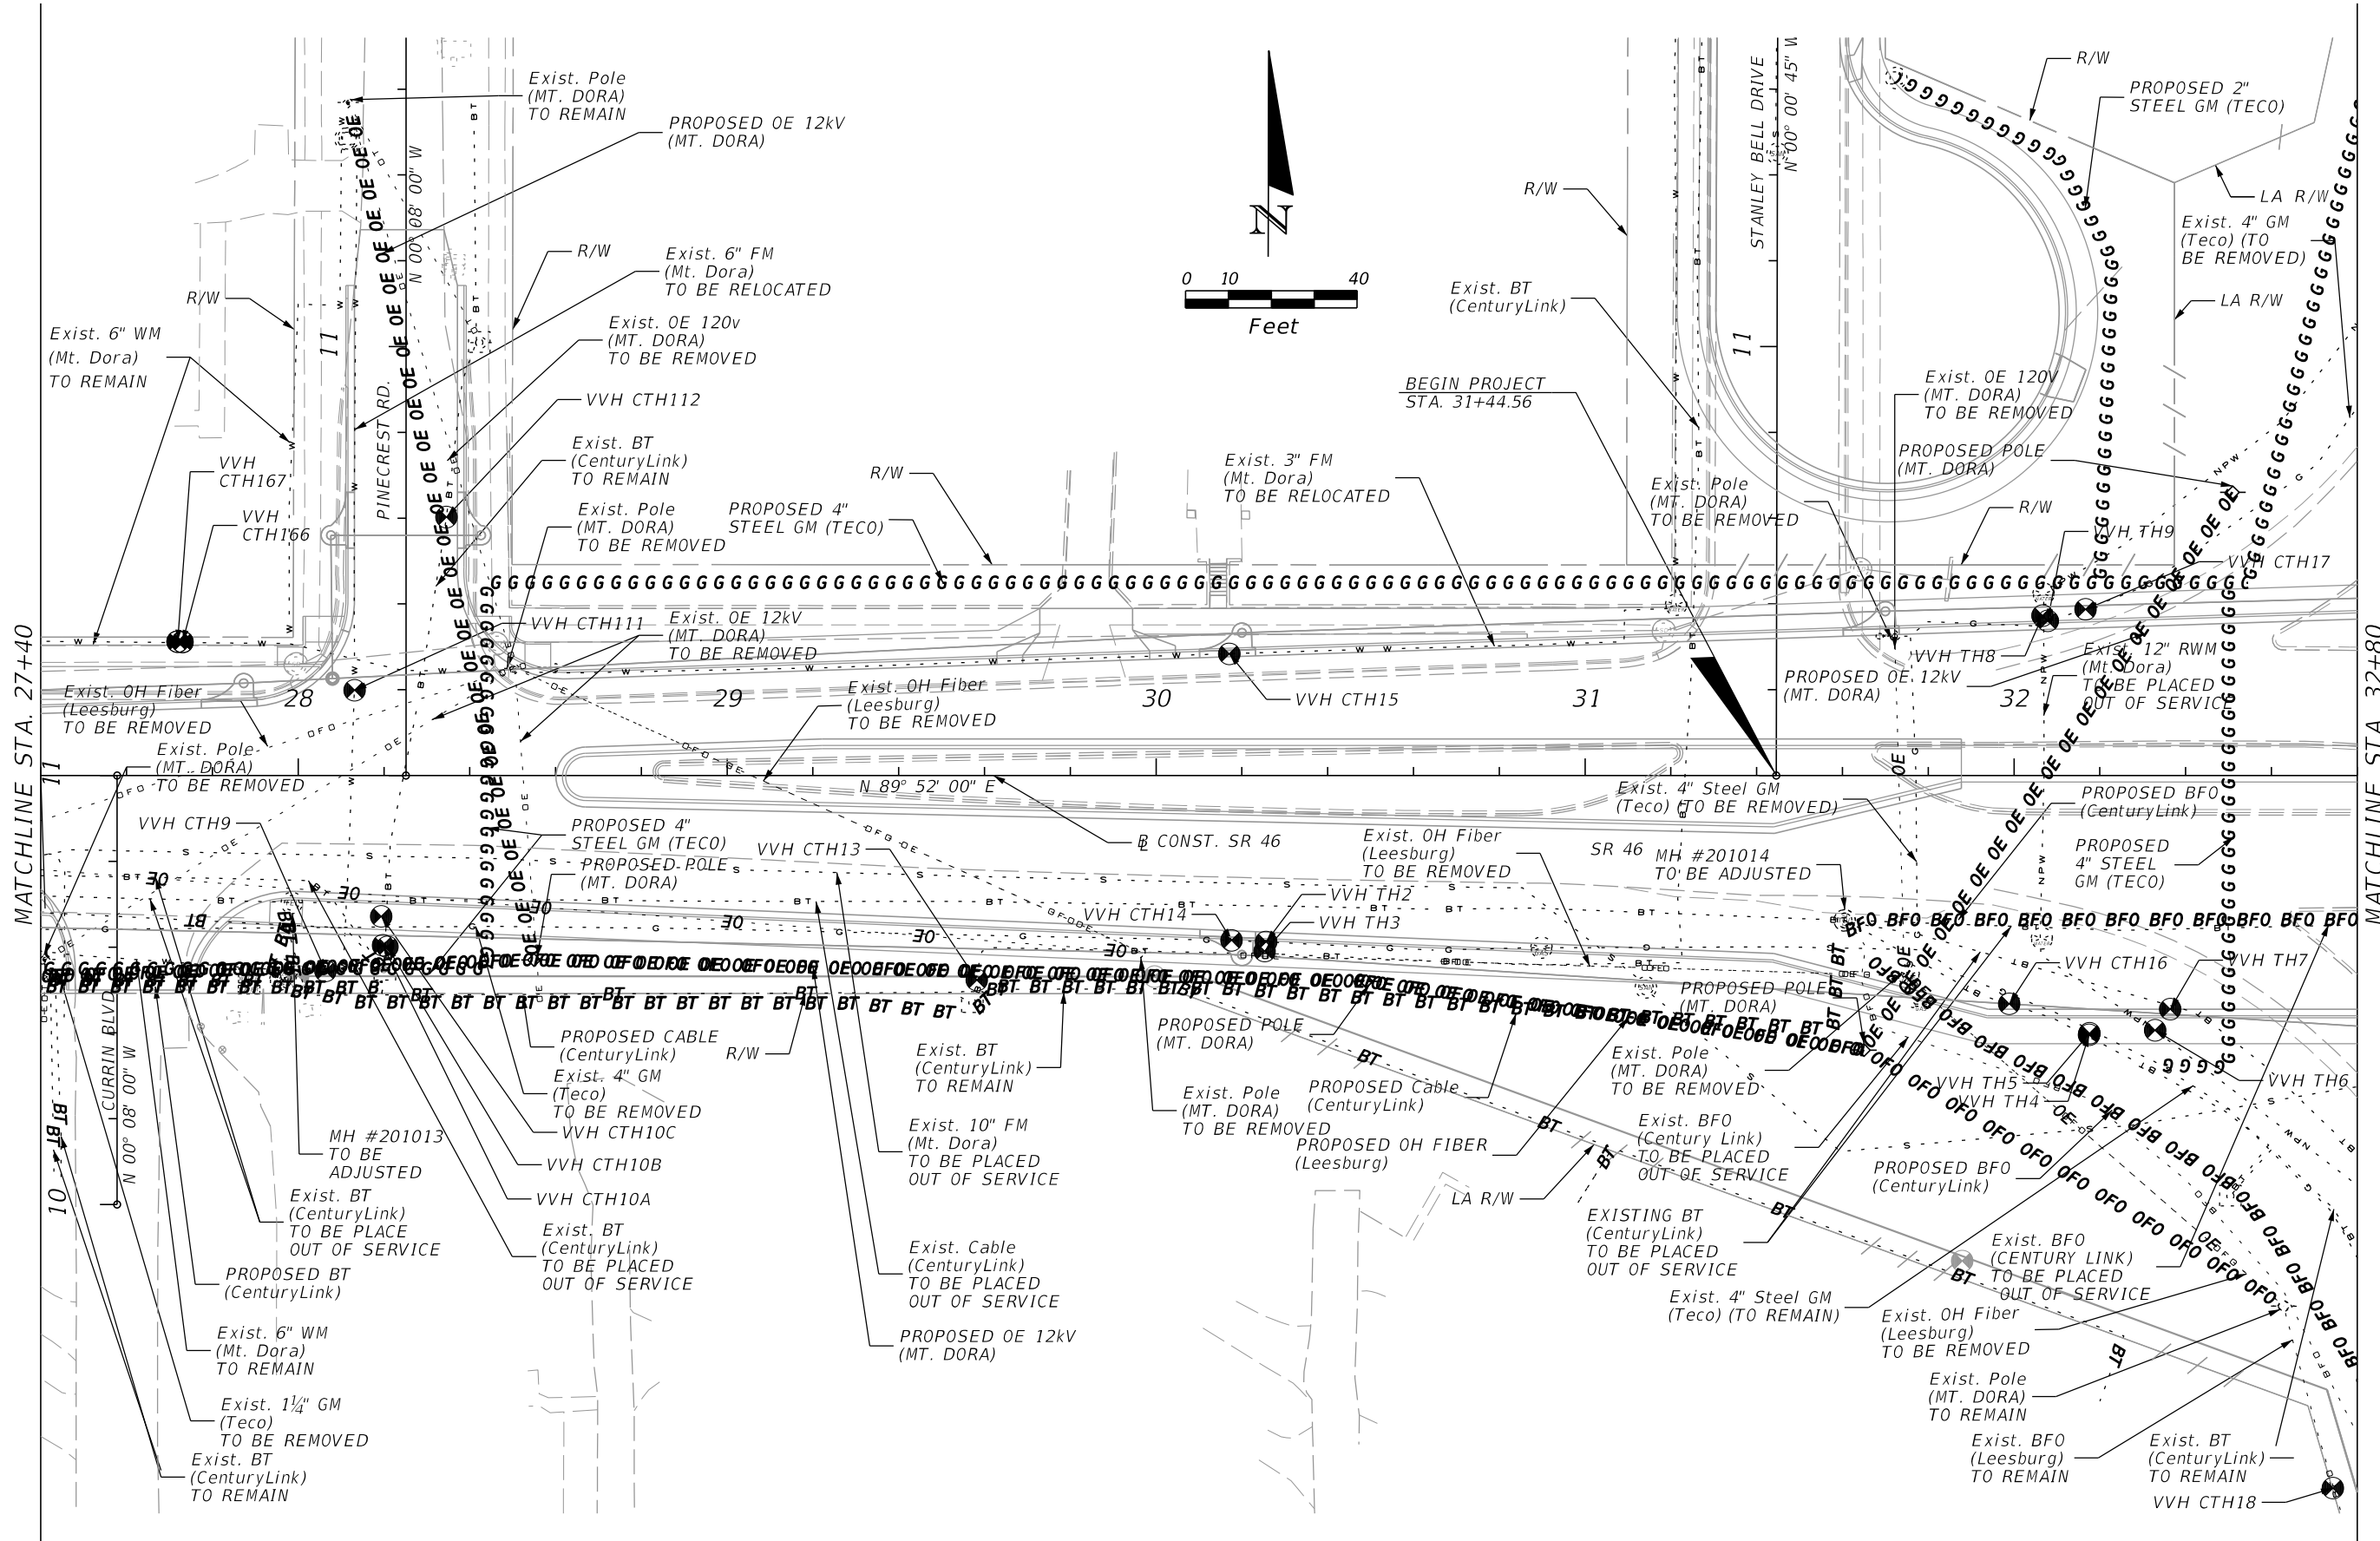 MATCHLINE STA. 27+40
MATCHLINE STA. 32+80
Exist. Pole
(MT. DORA)
TO REMAIN
PROPOSED OE 12kV
(MT. DORA)
N 00° 08' 00" W
PINECREST RD.
R/W
Exist. 6" FM
(Mt. Dora)
TO BE RELOCATED
R/W
Exist. 6" WM
(Mt. Dora)
TO REMAIN
11
Exist. OE 120v
(MT. DORA)
TO BE REMOVED
VVH CTH112
Exist. BT
(CenturyLink)
TO REMAIN
VVH
CTH167
VVH
CTH166
Exist. Pole
(MT. DORA)
TO BE REMOVED
PROPOSED 4"
STEEL GM (TECO)
R/W
N
0 10 40
Feet
R/W
STANLEY BELL DRIVE
N 00° 00' 45" W
R/W
PROPOSED 2"
STEEL GM (TECO)
LA R/W
Exist. 4" GM
(Teco) (TO
BE REMOVED)
LA R/W
Exist. BT
(CenturyLink)
11
BEGIN PROJECT
STA. 31+44.56
Exist. OE 120V
(MT. DORA)
TO BE REMOVED
PROPOSED POLE
(MT. DORA)
Exist. 3" FM
(Mt. Dora)
TO BE RELOCATED
Exist. Pole
(MT. DORA)
TO BE REMOVED
R/W
VVH TH9
VVH CTH17
VVH CTH111
Exist. OE 12kV
(MT. DORA)
TO BE REMOVED
VVH TH8
PROPOSED OE 12kV
(MT. DORA)
Exist. 12" RWM
(Mt. Dora)
TO BE PLACED
OUT OF SERVICE
Exist. OH Fiber
(Leesburg)
TO BE REMOVED
28
29
30
31
32
Exist. OH Fiber
(Leesburg)
TO BE REMOVED
VVH CTH15
Exist. Pole
(MT. DORA)
TO BE REMOVED
11
N 89° 52' 00" E
Exist. 4" Steel GM
(Teco) (TO BE REMOVED)
PROPOSED BFO
(CenturyLink)
VVH CTH9
PROPOSED 4"
STEEL GM (TECO)
PROPOSED POLE
(MT. DORA)
VVH CTH13
B CONST. SR 46
Exist. OH Fiber
(Leesburg)
TO BE REMOVED
SR 46
MH #201014
TO BE ADJUSTED
PROPOSED
4" STEEL
GM (TECO)
VVH CTH14
VVH TH2
VVH TH3
VVH CTH16
VVH TH7
PROPOSED POLE
(MT. DORA)
CURRIN BLVD
N 00° 08' 00" W
10
PROPOSED CABLE
(CenturyLink)
R/W
Exist. 4" GM
(Teco)
TO BE REMOVED
Exist. BT
(CenturyLink)
TO REMAIN
PROPOSED POLE
(MT. DORA)
Exist. Pole
(MT. DORA)
TO BE REMOVED
PROPOSED Cable
(CenturyLink)
Exist. Pole
(MT. DORA)
TO BE REMOVED
VVH TH5
VVH TH4
VVH TH6
MH #201013
TO BE
ADJUSTED
VVH CTH10C
VVH CTH10B
VVH CTH10A
Exist. 10" FM
(Mt. Dora)
TO BE PLACED
OUT OF SERVICE
PROPOSED OH FIBER
(Leesburg)
Exist. BFO
(Century Link)
TO BE PLACED
OUT OF SERVICE
PROPOSED BFO
(CenturyLink)
LA R/W
Exist. BT
(CenturyLink)
TO BE PLACE
OUT OF SERVICE
Exist. BT
(CenturyLink)
TO BE PLACED
OUT OF SERVICE
Exist. Cable
(CenturyLink)
TO BE PLACED
OUT OF SERVICE
EXISTING BT
(CenturyLink)
TO BE PLACED
OUT OF SERVICE
Exist. BFO
(CENTURY LINK)
TO BE PLACED
OUT OF SERVICE
PROPOSED BT
(CenturyLink)
Exist. 4" Steel GM
(Teco) (TO REMAIN)
Exist. OH Fiber
(Leesburg)
TO BE REMOVED
Exist. 6" WM
(Mt. Dora)
TO REMAIN
PROPOSED OE 12kV
(MT. DORA)
Exist. Pole
(MT. DORA)
TO REMAIN
Exist. 1¼" GM
(Teco)
TO BE REMOVED
Exist. BT
(CenturyLink)
TO REMAIN
Exist. BFO
(Leesburg)
TO REMAIN
Exist. BT
(CenturyLink)
TO REMAIN
VVH CTH18